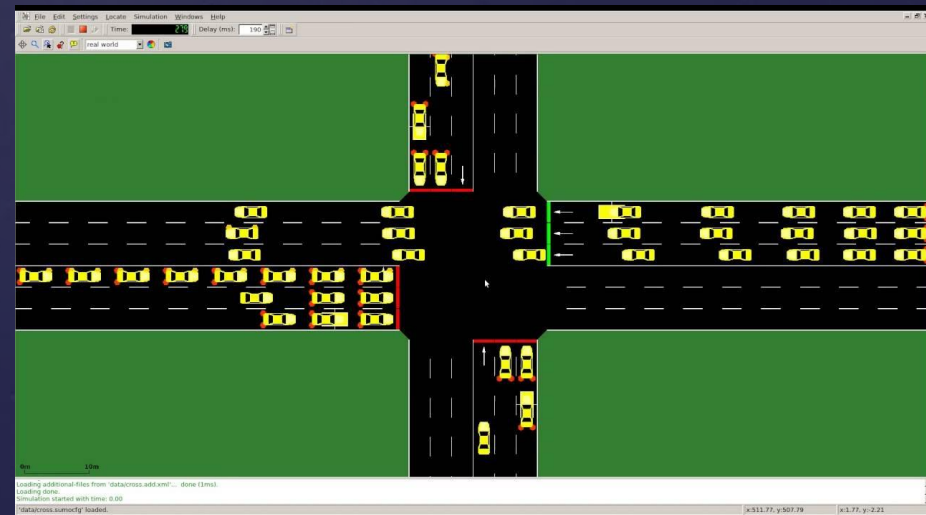 File Edit Settings Locate Simulation Windows Help
Time: 279 Delay (ms): 190
real world
0m 10m
Loading additional-files from 'data/cross.add.xml'... done (1ms).
Loading done.
Simulation started with time: 0.00
'data/cross.sumocfg' loaded. x:511.77, y:507.79 x:1.77, y:-2.21